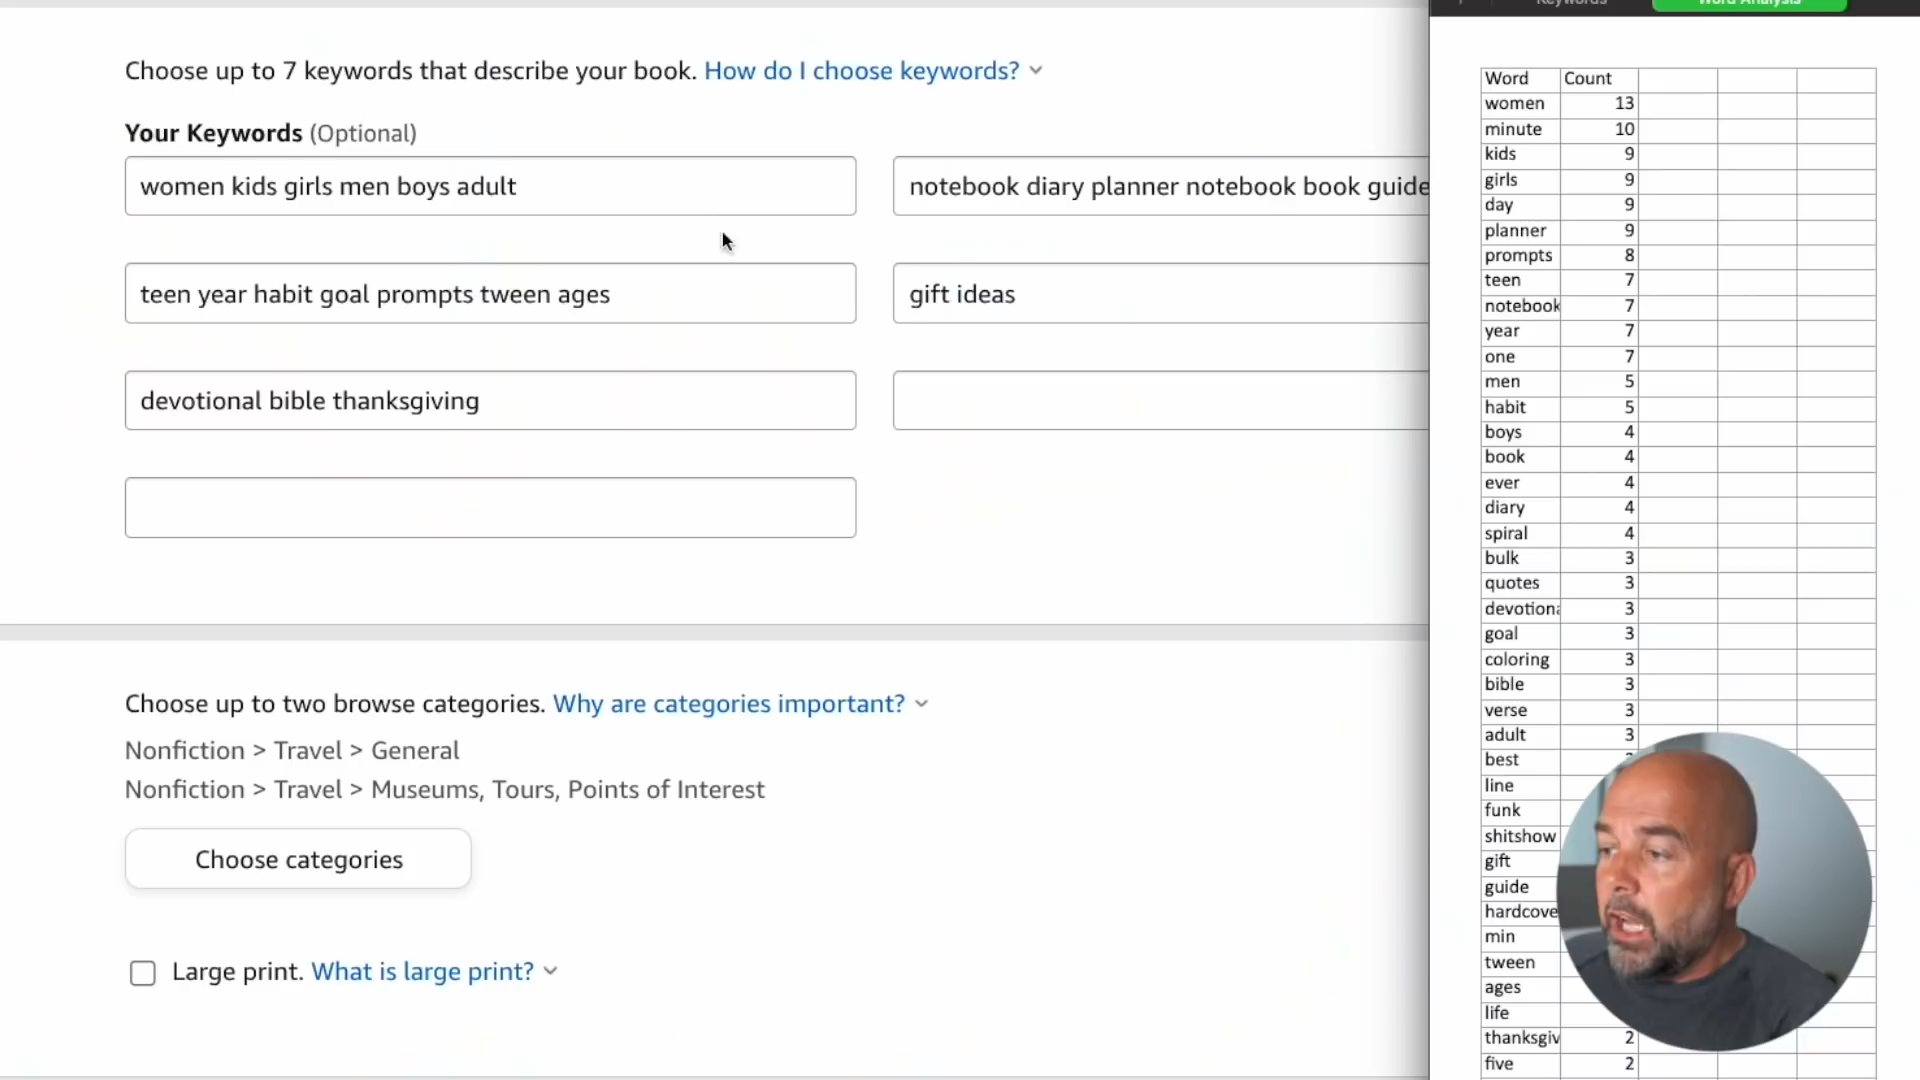 Keywords
Word Analysis
Choose up to 7 keywords that describe your book. How do I choose keywords?
Your Keywords (Optional)
women kids girls men boys adult
notebook diary planner notebook book guide
teen year habit goal prompts tween ages
gift ideas
devotional bible thanksgiving
Choose up to two browse categories. Why are categories important?
Nonfiction > Travel > General
Nonfiction > Travel > Museums, Tours, Points of Interest
Choose categories
Large print. What is large print?
Word Count
women 13
minute 10
kids 9
girls 9
day 9
planner 9
prompts 8
teen 7
notebook 7
year 7
one 7
men 5
habit 5
boys 4
book 4
ever 4
diary 4
spiral 4
bulk 3
quotes 3
devotiona 3
goal 3
coloring 3
bible 3
verse 3
adult 3
best
line
funk
shitshow
gift
guide
hardcove
min
tween
ages
life
thanksgiv 2
five 2